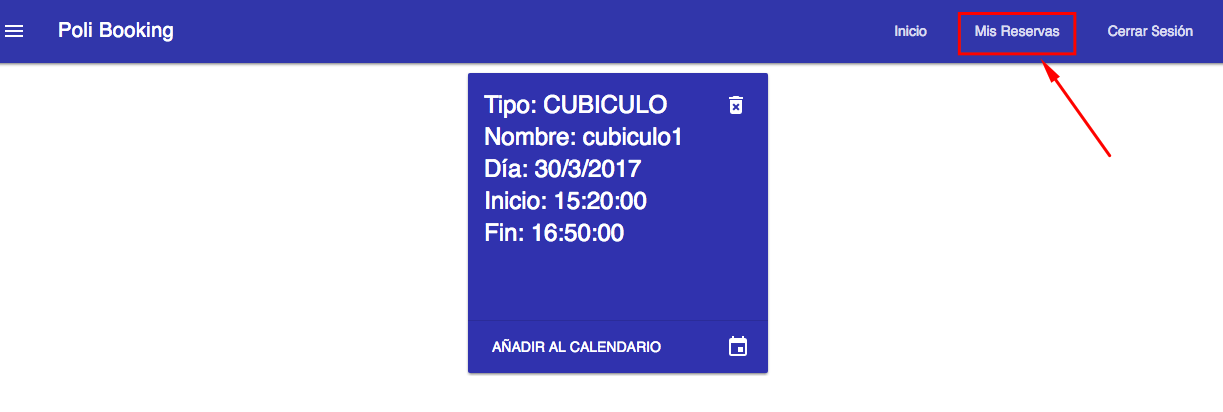 Poli Booking
Inicio
Mis Reservas
Cerrar Sesión
Tipo: CUBICULO
Nombre: cubiculo1
Día: 30/3/2017
Inicio: 15:20:00
Fin: 16:50:00
AÑADIR AL CALENDARIO